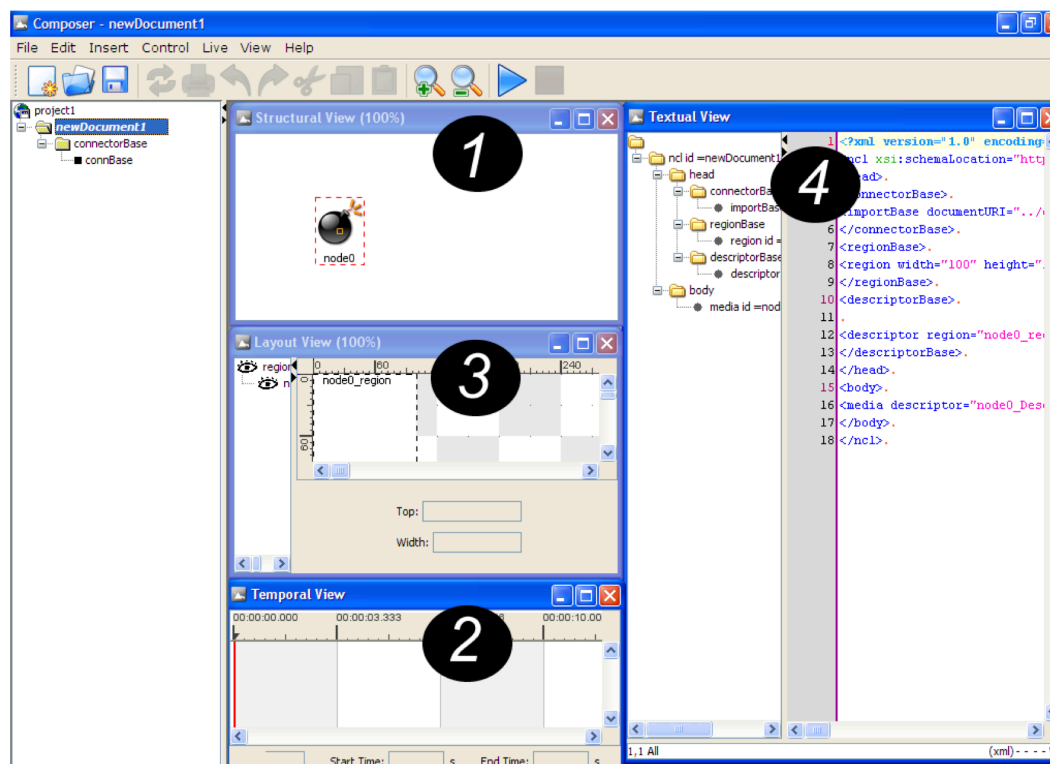 Composer - newDocument1
File Edit Insert Control Live View Help
project1
newDocument1
connectorBase
connBase
Structural View (100%)
1
node0
Layout View (100%)
region
0 60 240
3
node0_region
0
60
Top:
Width:
Temporal View
00:00:00.000 00:00:03.333 00:00:10.00
2
Start Time: s End Time: s
Textual View
4
ncl id =newDocument1
head
importBas
regionBase
region id =
descriptorBase
descriptor
body
media id =nod
1 <?xml version="1.0" encoding
ncl xsi:schemaLocation="http
ead>.
onnectorBase>.
importBase documentURI="../
6 </connectorBase>.
7 <regionBase>.
8 <region width="100" height="
9 </regionBase>.
10 <descriptorBase>.
11 .
12 <descriptor region="node0_re
13 </descriptorBase>.
14 </head>.
15 <body>.
16 <media descriptor="node0_Des
17 </body>.
18 </ncl>.
1,1 All
(xml)- - - -